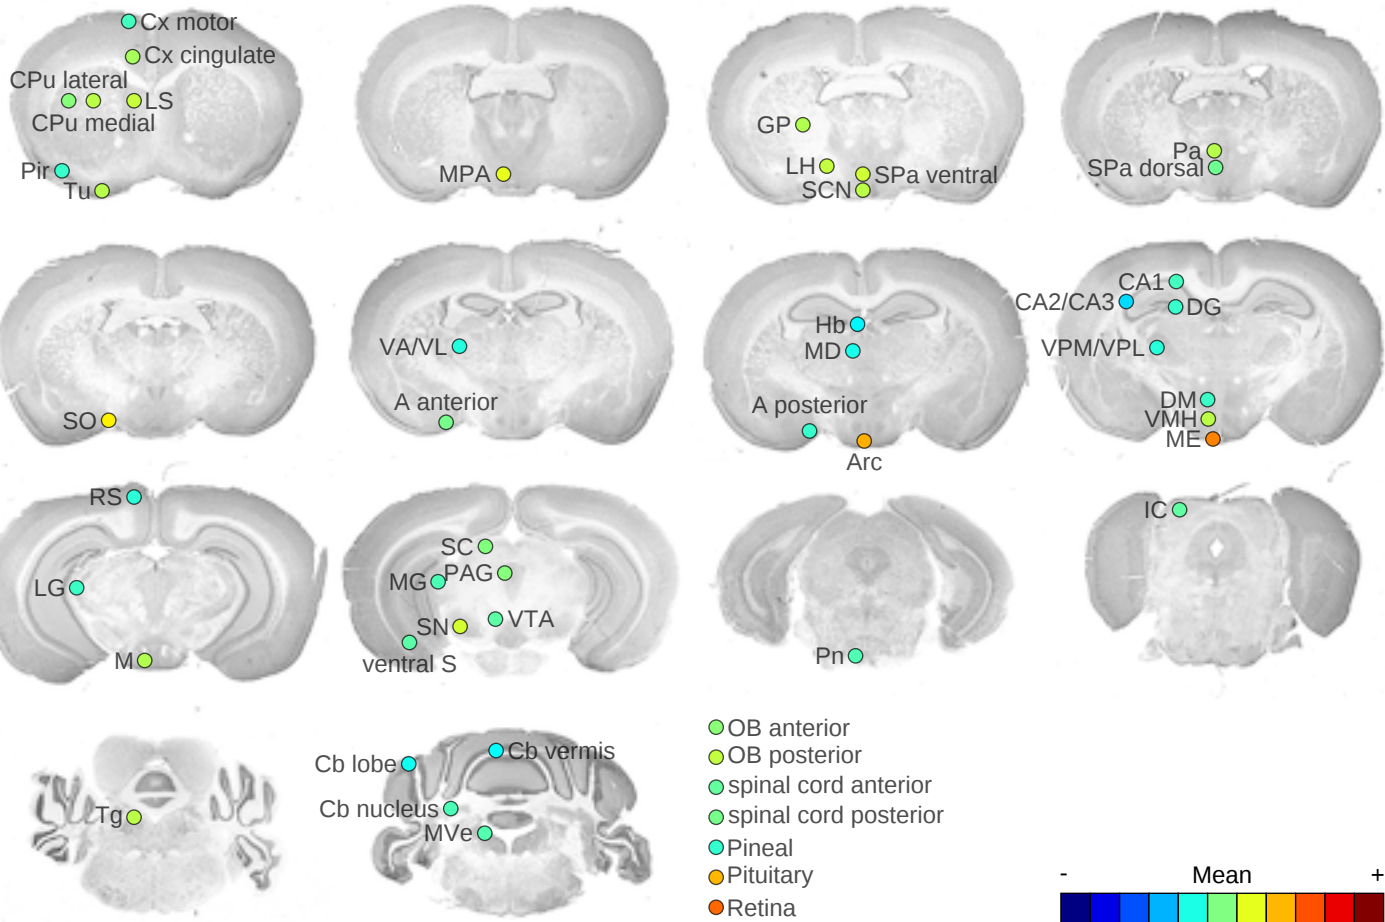 Cx motor
Cx cingulate
CPu lateral
LS
CPu medial
Pir
Tu
MPA
GP
LH
SPa ventral
SCN
Pa
SPa dorsal
SO
VA/VL
A anterior
Hb
MD
A posterior
Arc
CA1
CA2/CA3
DG
VPM/VPL
DM
VMH
ME
RS
LG
M
SC
PAG
MG
VTA
SN
ventral S
Pn
IC
Tg
Cb vermis
Cb lobe
Cb nucleus
MVe
OB anterior
OB posterior
spinal cord anterior
spinal cord posterior
Pineal
Pituitary
Retina
- Mean +